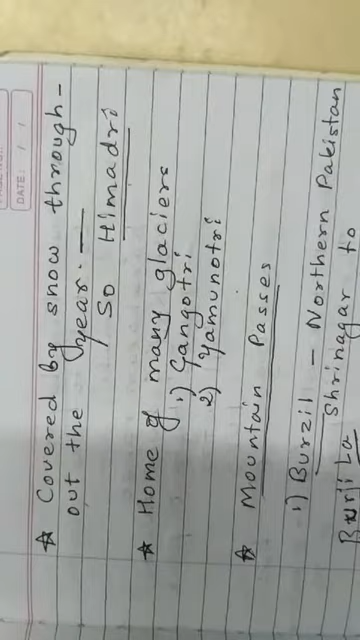 DATE: / /
☆ Covered by snow through-
out the year. —
So Himadri
☆ Home of many glaciers
1) Gangotri
2) Yamunotri
☆ Mountain Passes
1) Burzil - Northern Pakistan
La Shrinagar to